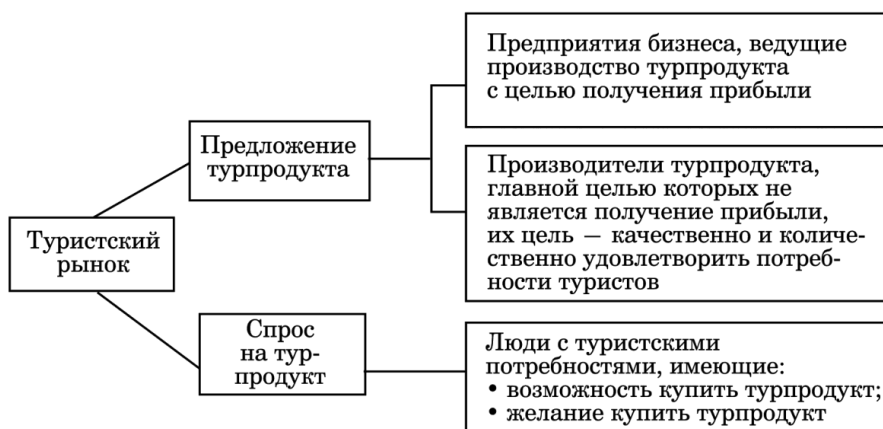 Предприятия бизнеса, ведущие
производство турпродукта
с целью получения прибыли
Предложение
турпродукта
Производители турпродукта,
главной целью которых не
является получение прибыли,
их цель — качественно и количе-
ственно удовлетворить потреб-
ности туристов
Туристский
рынок
Спрос
на тур-
продукт
Люди с туристскими
потребностями, имеющие:
• возможность купить турпродукт;
• желание купить турпродукт